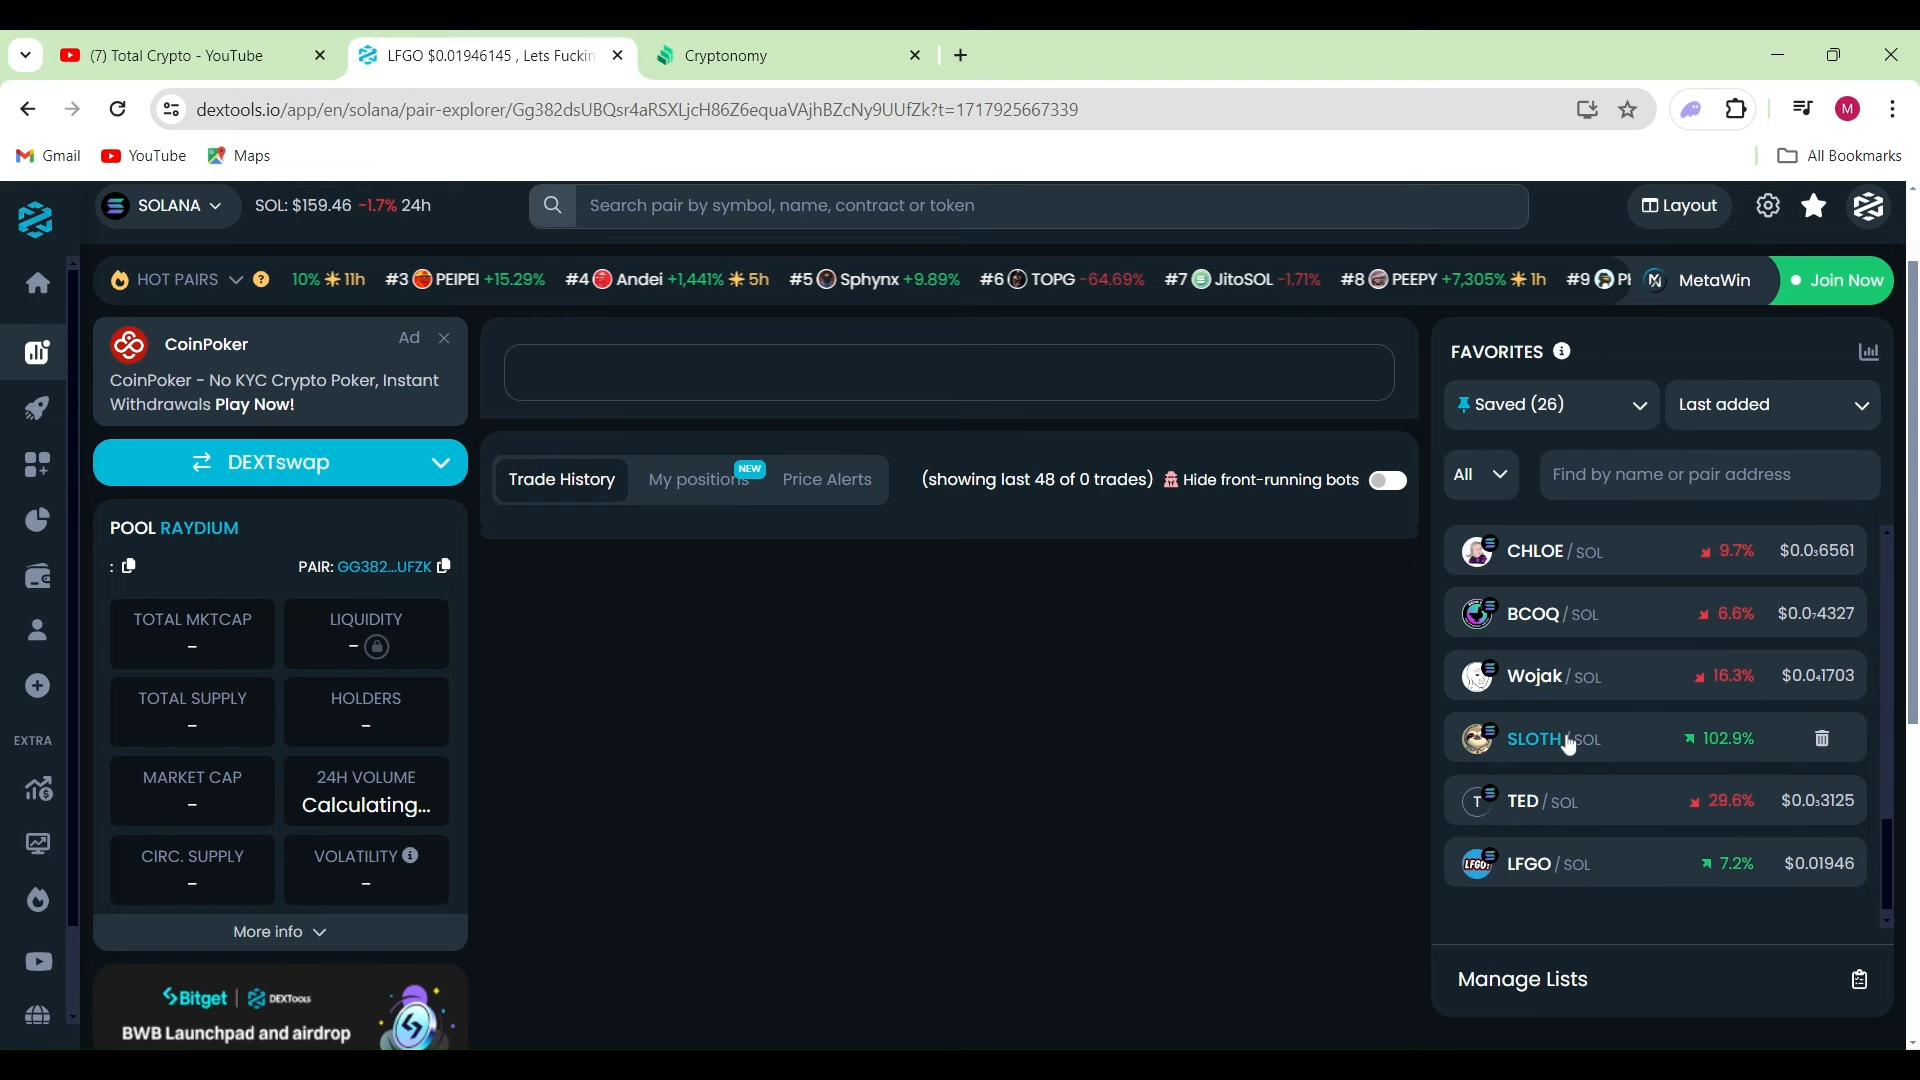 (7) Total Crypto - YouTube
LFGO $0.01946145 , Lets Fuckin
Cryptonomy
dextools.io/app/en/solana/pair-explorer/Gg382dsUBQsr4aRSXLjcH86Z6equaVAjhBZcNy9UUfZk?t=1717925667339
M
Gmail
YouTube
Maps
All Bookmarks
SOLANA
SOL: $159.46 -1.7% 24h
Search pair by symbol, name, contract or token
Layout
HOT PAIRS ? 10% 11h #3 PEIPEI +15.29% #4 Andei +1,441% 5h #5 Sphynx +9.89% #6 TOPG -64.69% #7 JitoSOL -1.71% #8 PEEPY +7,305% 1h #9
MetaWin
Join Now
CoinPoker
Ad
CoinPoker - No KYC Crypto Poker, Instant
Withdrawals Play Now!
DEXTswap
POOL RAYDIUM
:
PAIR: GG382...UFZK
TOTAL MKTCAP
-
LIQUIDITY
-
TOTAL SUPPLY
-
HOLDERS
-
MARKET CAP
-
24H VOLUME
Calculating...
CIRC. SUPPLY
-
VOLATILITY
-
More info
Bitget | DEXTools
BWB Launchpad and airdrop
EXTRA
Trade History
My positions
NEW
Price Alerts
(showing last 48 of 0 trades)
Hide front-running bots
FAVORITES
Saved (26)
Last added
All
Find by name or pair address
CHLOE / SOL 9.7% $0.0₃6561
BCOQ / SOL 6.6% $0.0₇4327
Wojak / SOL 16.3% $0.0₄1703
SLOTH / SOL 102.9%
T TED / SOL 29.6% $0.0₃3125
LFGO! LFGO / SOL 7.2% $0.01946
Manage Lists